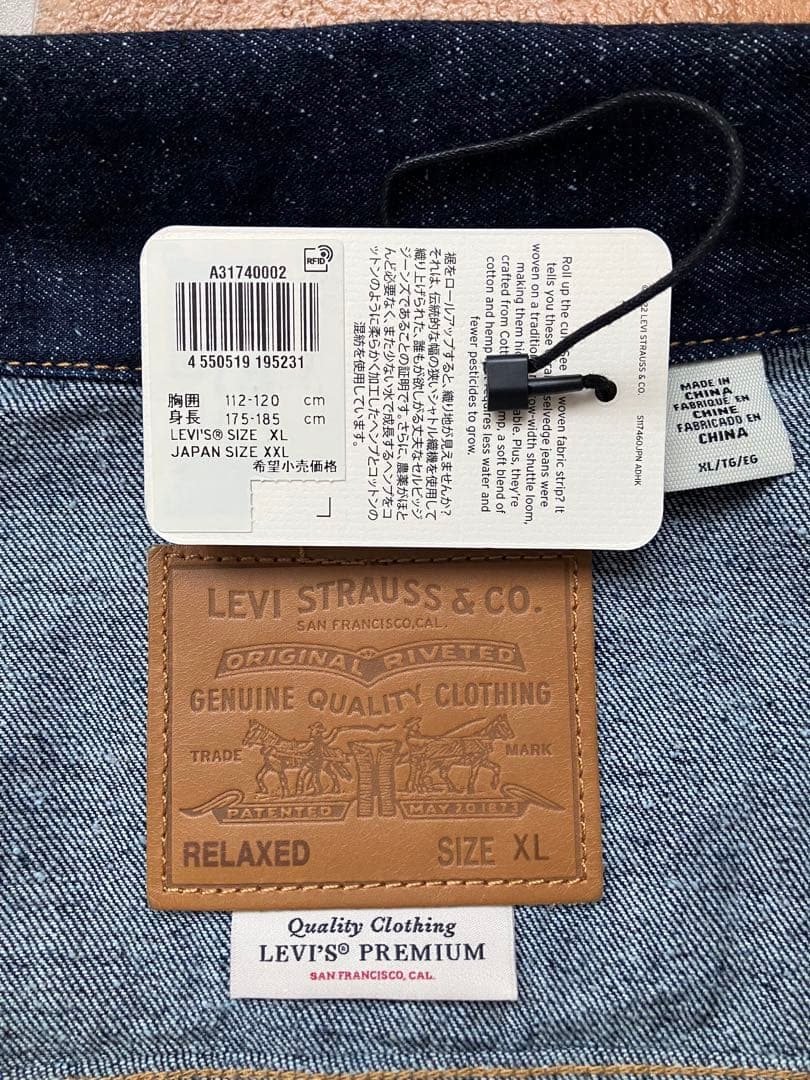 A31740002
RFID
4 550519 195231
胸囲 112-120 cm
身長 175-185 cm
LEVI'S® SIZE XL
JAPAN SIZE XXL
希望小売価格
裾をロールアップすると、織り地が見えませんか?
それは、伝統的な幅の狭いシャトル織機を使用して
織り上げられた、誰もが欲しがる丈夫なセルビッジ
ジーンズであることの証明です。さらに、農薬がほと
んど必要なく、また少ない水で成長するヘンプをコ
ットンのように柔らかく加工したヘンプとコットンの
混紡を使用しています。
Roll up the cu See woven fabric strip? It
tells you these selvedge jeans were
woven on a tradition ow-width shuttle loom,
making them hi able. Plus, they're
crafted from Cott mp, a soft blend of
cotton and hemp equires less water and
fewer pesticides to grow.
22 LEVI STRAUSS & CO.
S117460JPN ADHK
MADE IN
CHINA
FABRIQUE EN
CHINE
FABRICADO EN
CHINA
XL/TG/EG
LEVI STRAUSS & CO.
SAN FRANCISCO, CAL.
ORIGINAL RIVETED
GENUINE QUALITY CLOTHING
TRADE MARK
PATENTED MAY 20 1873
RELAXED SIZE XL
Quality Clothing
LEVI'S® PREMIUM
SAN FRANCISCO, CAL.